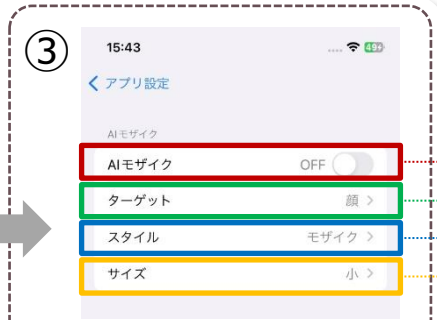 ③
15:43
49
アプリ設定
AIモザイク
AIモザイク OFF
ターゲット 顔
スタイル モザイク
サイズ 小